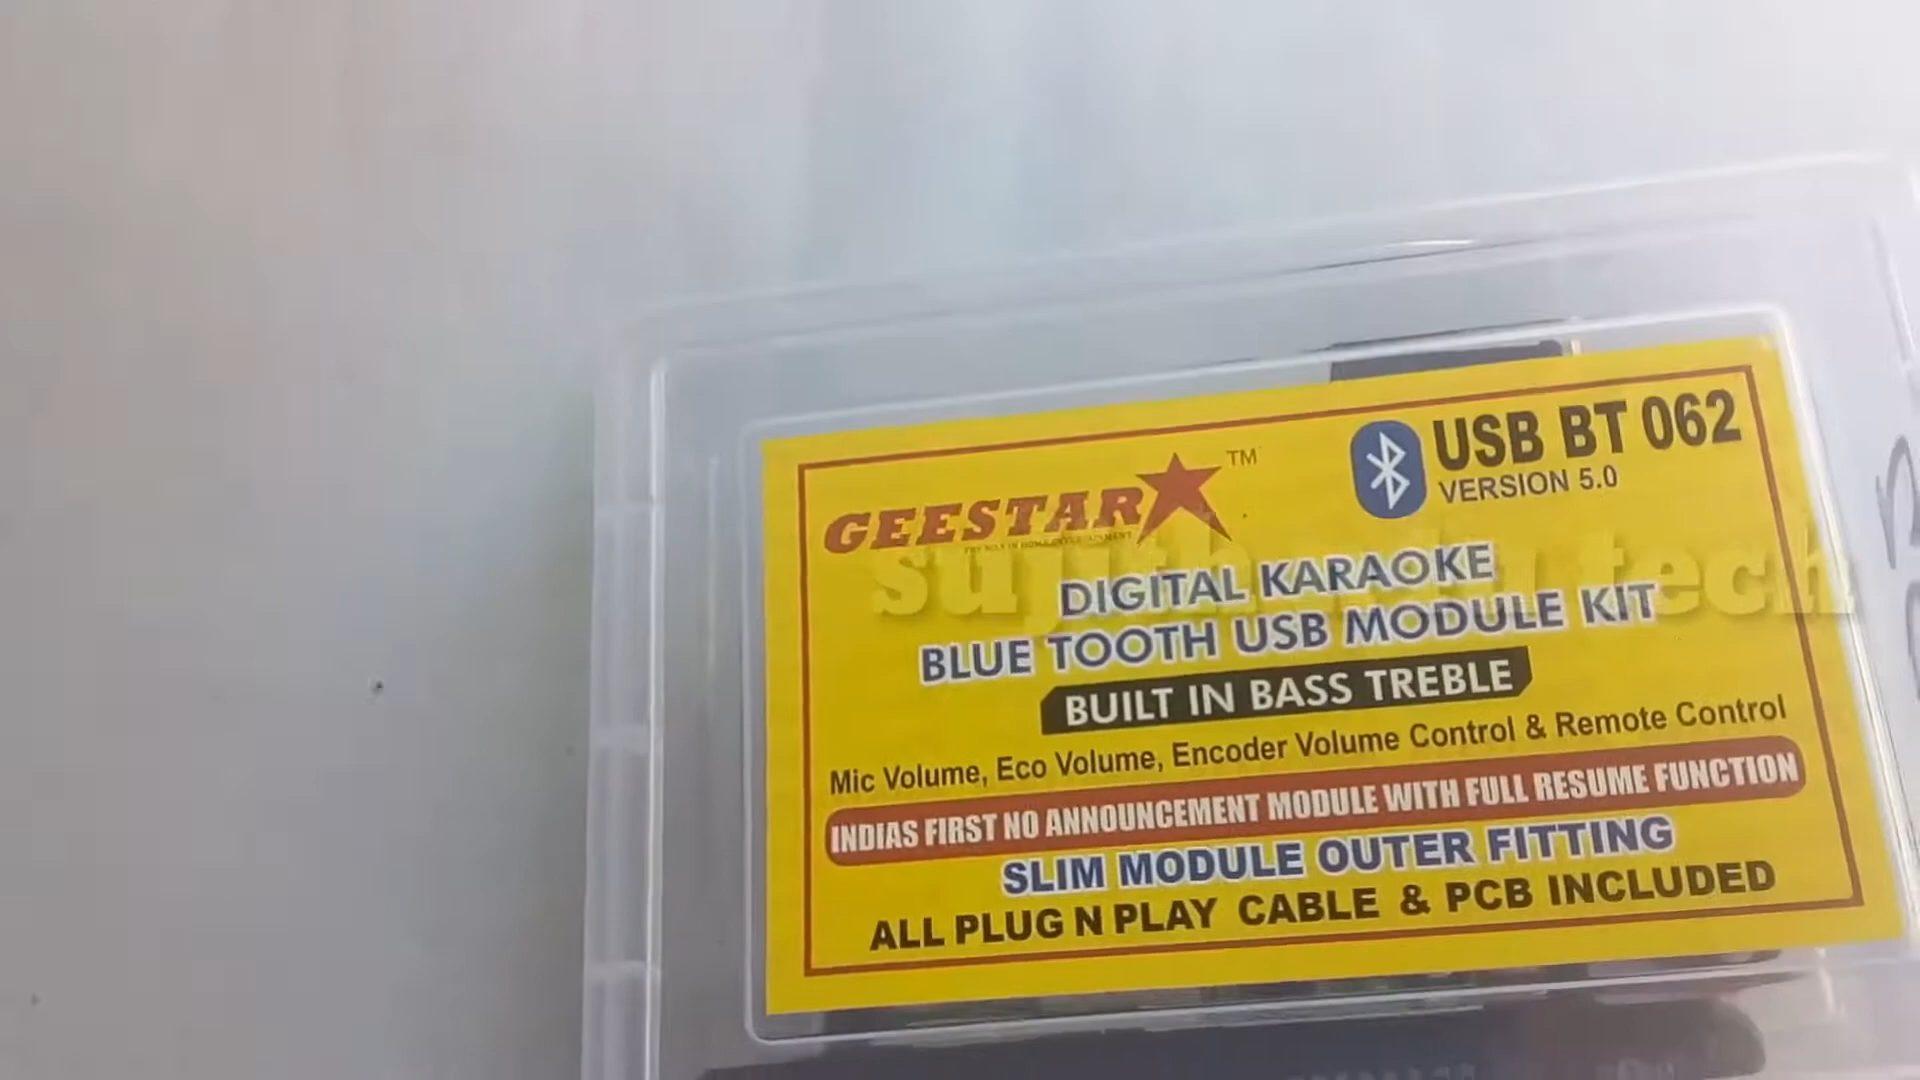 GEESTAR TM
USB BT 062
VERSION 5.0
DIGITAL KARAOKE
BLUE TOOTH USB MODULE KIT
BUILT IN BASS TREBLE
Mic Volume, Eco Volume, Encoder Volume Control & Remote Control
INDIAS FIRST NO ANNOUNCEMENT MODULE WITH FULL RESUME FUNCTION
SLIM MODULE OUTER FITTING
ALL PLUG N PLAY CABLE & PCB INCLUDED
tech